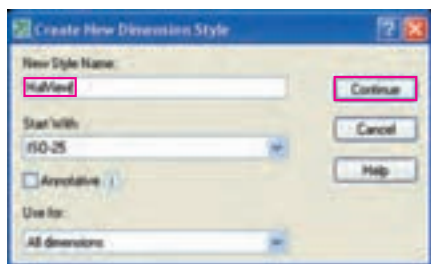 Create New Dimension Style
New Style Name:
HalView
Continue
Start With:
ISO-25
Cancel
Annotative
Help
Use for:
All dimensions